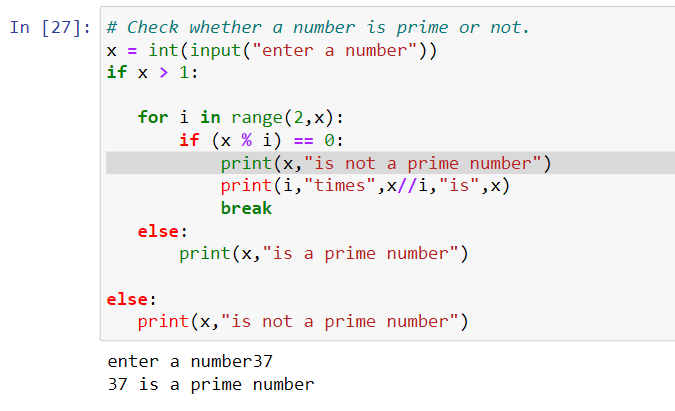 In [27]: # Check whether a number is prime or not.
x = int(input("enter a number"))
if x > 1:
for i in range(2,x):
if (x % i) == 0:
print(x,"is not a prime number")
print(i,"times",x//i,"is",x)
break
else:
print(x,"is a prime number")
else:
print(x,"is not a prime number")
enter a number37
37 is a prime number